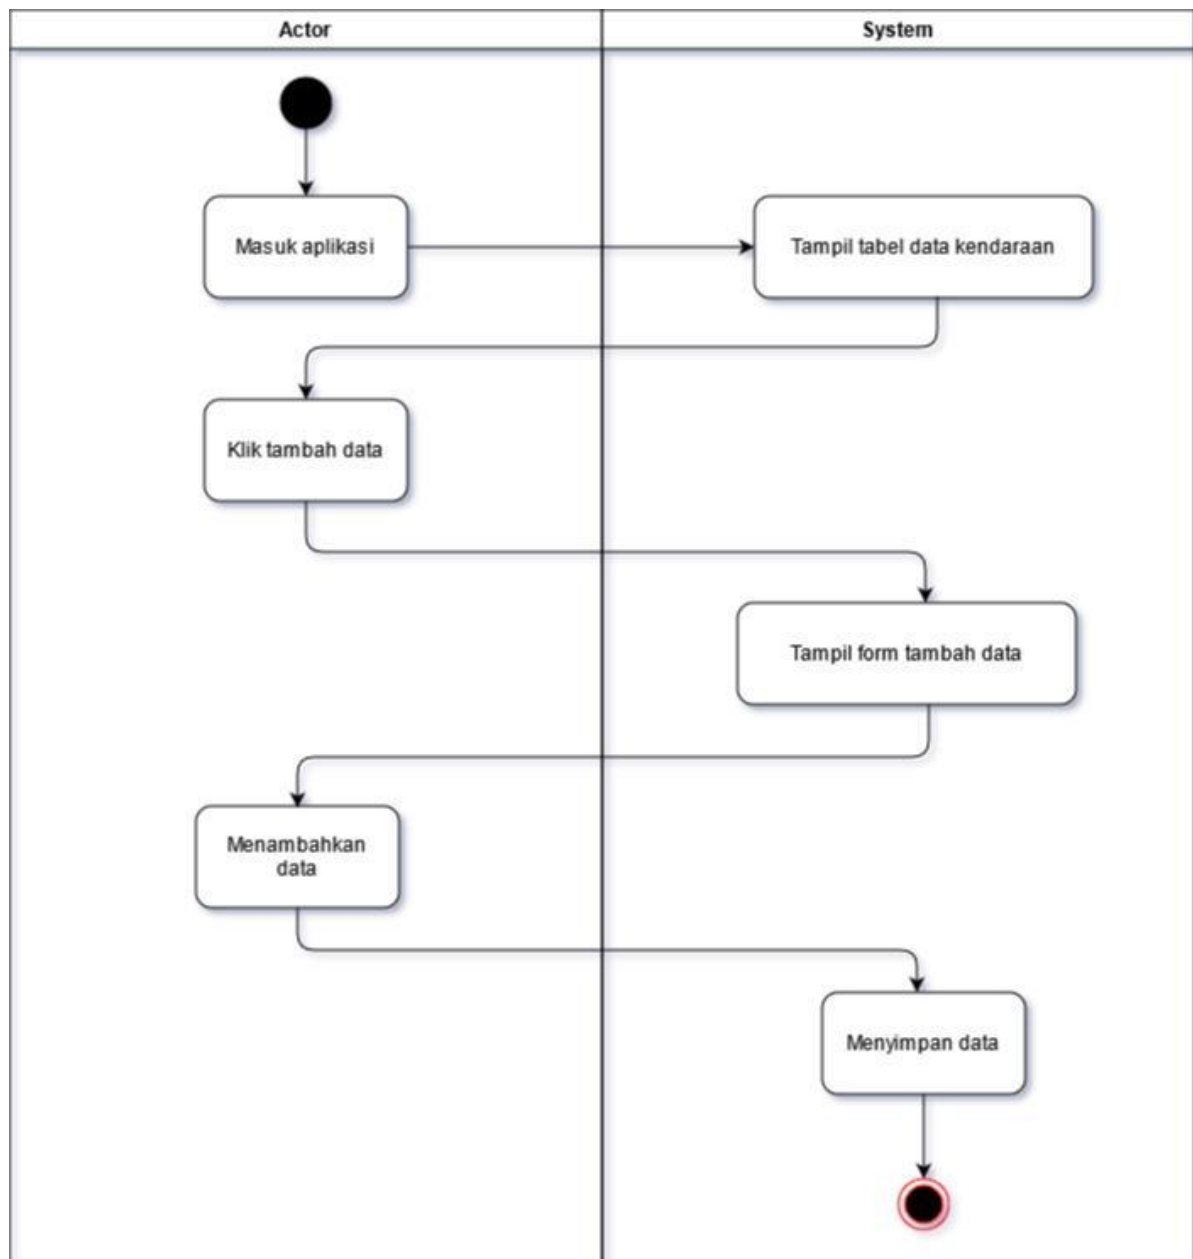 Actor
System
Masuk aplikasi
Tampil tabel data kendaraan
Klik tambah data
Tampil form tambah data
Menambahkan
data
Menyimpan data